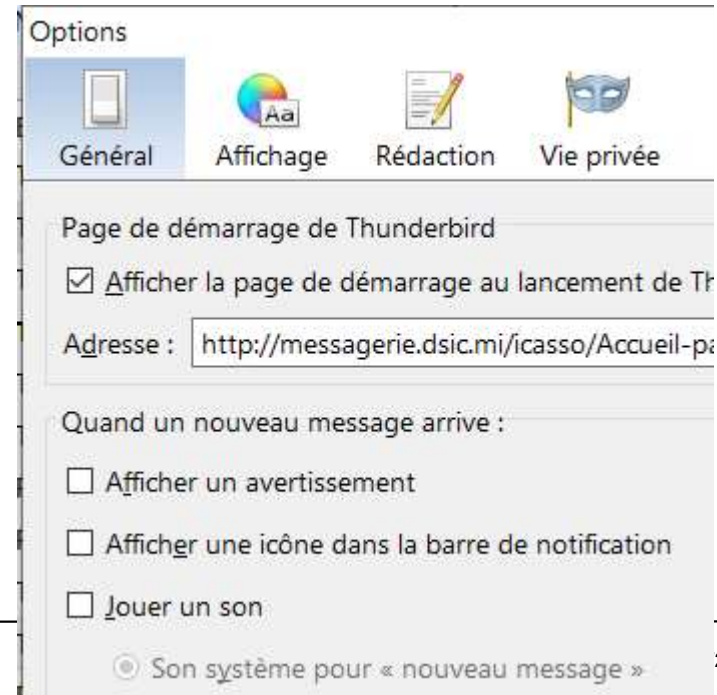 Options
Général Affichage Rédaction Vie privée
Page de démarrage de Thunderbird
Afficher la page de démarrage au lancement de Th
Adresse : http://messagerie.dsic.mi/icasso/Accueil-pa
Quand un nouveau message arrive :
Afficher un avertissement
Afficher une icône dans la barre de notification
Jouer un son
Son système pour « nouveau message »